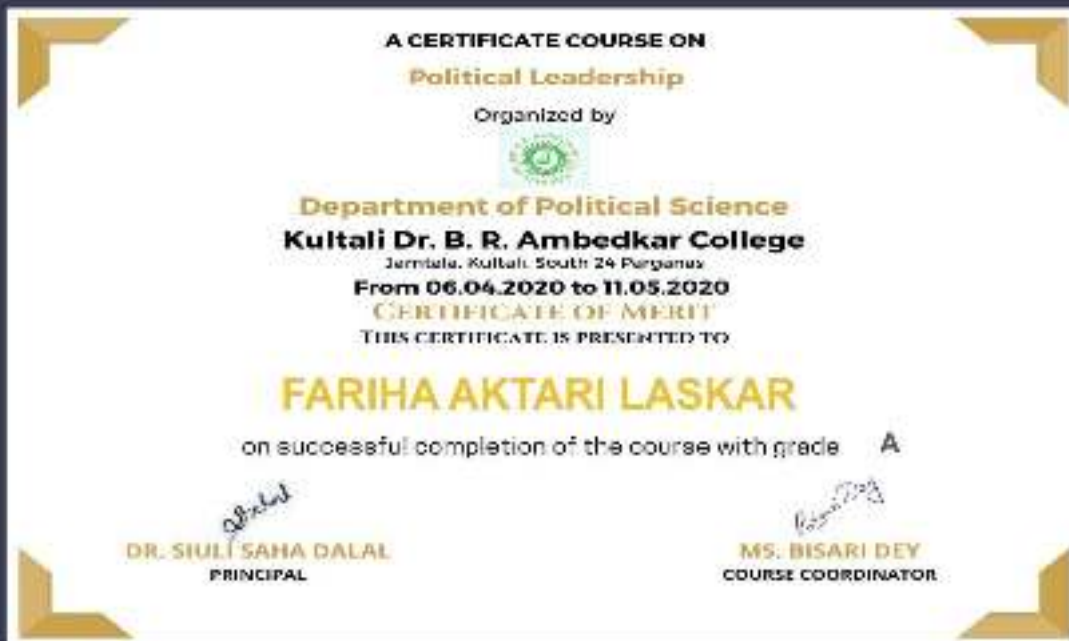 A CERTIFICATE COURSE ON
Political Leadership
Organized by
Department of Political Science
Kultali Dr. B. R. Ambedkar College
Jamtala, Kultali, South 24 Parganas
From 06.04.2020 to 11.05.2020
CERTIFICATE OF MERIT
THIS CERTIFICATE IS PRESENTED TO
FARIHA AKTARI LASKAR
on successful completion of the course with grade A
DR. SIULI SAHA DALAL
PRINCIPAL
MS. BISARI DEY
COURSE COORDINATOR